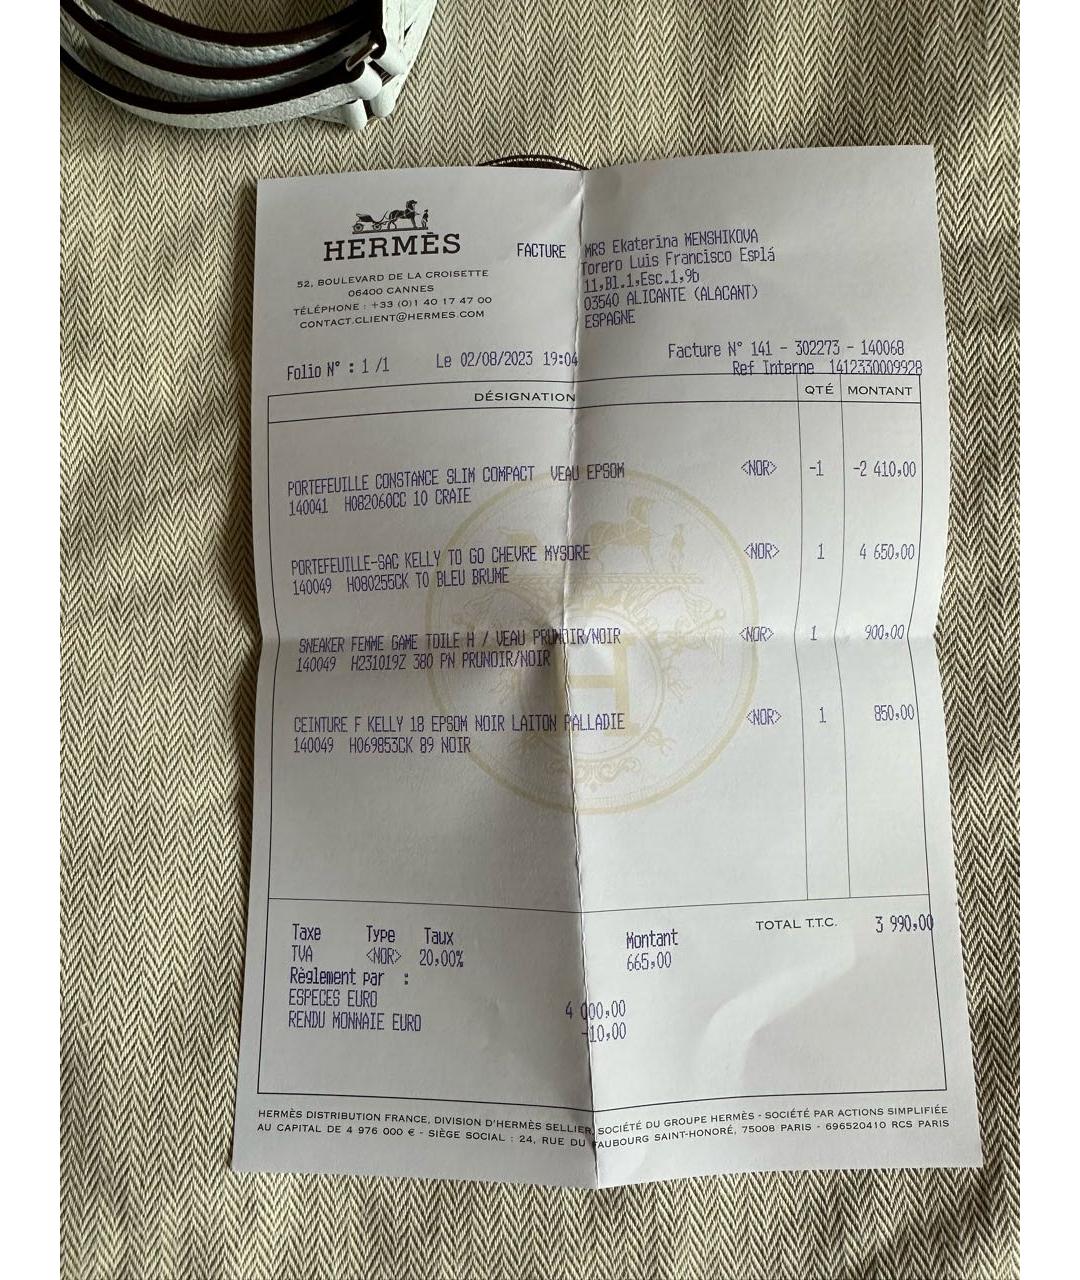 HERMÈS
52, BOULEVARD DE LA CROISETTE
06400 CANNES
TÉLÉPHONE : +33 (0)1 40 17 47 00
CONTACT.CLIENT@HERMES.COM
FACTURE
MRS Ekaterina MENSHIKOVA
Torero Luis Francisco Esplá
11,Bl.1,Esc.1,9b
03540 ALICANTE (ALACANT)
ESPAGNE
Folio N° : 1 /1 Le 02/08/2023 19:04
Facture N° 141 - 302273 - 140068
Ref Interne 1412330009928
DÉSIGNATION QTÉ MONTANT
PORTEFEUILLE CONSTANCE SLIM COMPACT VEAU EPSOM <NOR> -1 -2 410,00
140041 H082060CC 10 CRAIE
PORTEFEUILLE-SAC KELLY TO GO CHEVRE MYSORE <NOR> 1 4 650,00
140049 H080255CK T0 BLEU BRUME
SNEAKER FEMME GAME TOILE H / VEAU PRUNOIR/NOIR <NOR> 1 900,00
140049 H231019Z 380 PN PRUNOIR/NOIR
CEINTURE F KELLY 18 EPSOM NOIR LAITON PALLADIE <NOR> 1 850,00
140049 H069853CK 89 NOIR
H
TOTAL T.T.C. 3 990,00
Taxe Type Taux Montant
TVA <NOR> 20,00% 665,00
Règlement par :
ESPECES EURO 4 000,00
RENDU MONNAIE EURO -10,00
HERMÈS DISTRIBUTION FRANCE, DIVISION D'HERMÈS SELLIER, SOCIÉTÉ DU GROUPE HERMÈS - SOCIÉTÉ PAR ACTIONS SIMPLIFIÉE
AU CAPITAL DE 4 976 000 € - SIÈGE SOCIAL : 24, RUE DU FAUBOURG SAINT-HONORÉ, 75008 PARIS - 696520410 RCS PARIS